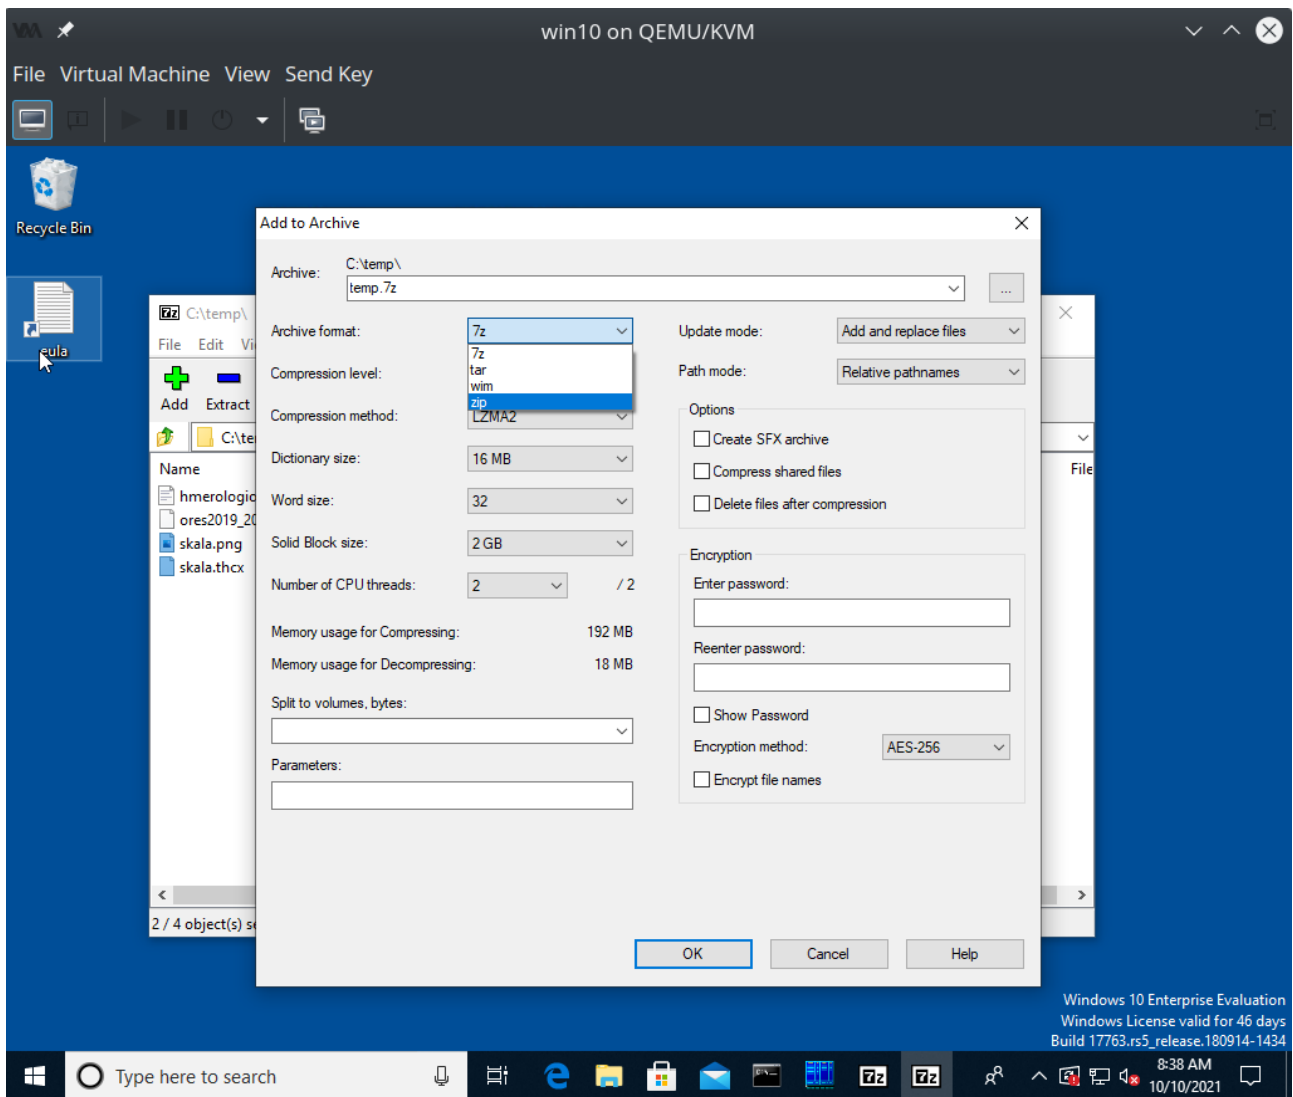 win10 on QEMU/KVM
File Virtual Machine View Send Key
Recycle Bin
eula
Add to Archive
Archive:
C:\temp\
temp.7z
...
Archive format:
7z
7z
tar
wim
zip
Compression level:
Compression method:
LZMA2
Dictionary size:
16 MB
Word size:
32
Solid Block size:
2 GB
Number of CPU threads:
2
/ 2
Memory usage for Compressing:
192 MB
Memory usage for Decompressing:
18 MB
Split to volumes, bytes:
Parameters:
Update mode:
Add and replace files
Path mode:
Relative pathnames
Options
Create SFX archive
Compress shared files
Delete files after compression
Encryption
Enter password:
Reenter password:
Show Password
Encryption method:
AES-256
Encrypt file names
OK
Cancel
Help
7z C:\temp\
File Edit Vi
Add Extract
C:\te
Name
File
hmerologic
ores2019_20
skala.png
skala.thcx
2 / 4 object(s) se
Windows 10 Enterprise Evaluation
Windows License valid for 46 days
Build 17763.rs5_release.180914-1434
Type here to search
7z
7z
8:38 AM
10/10/2021